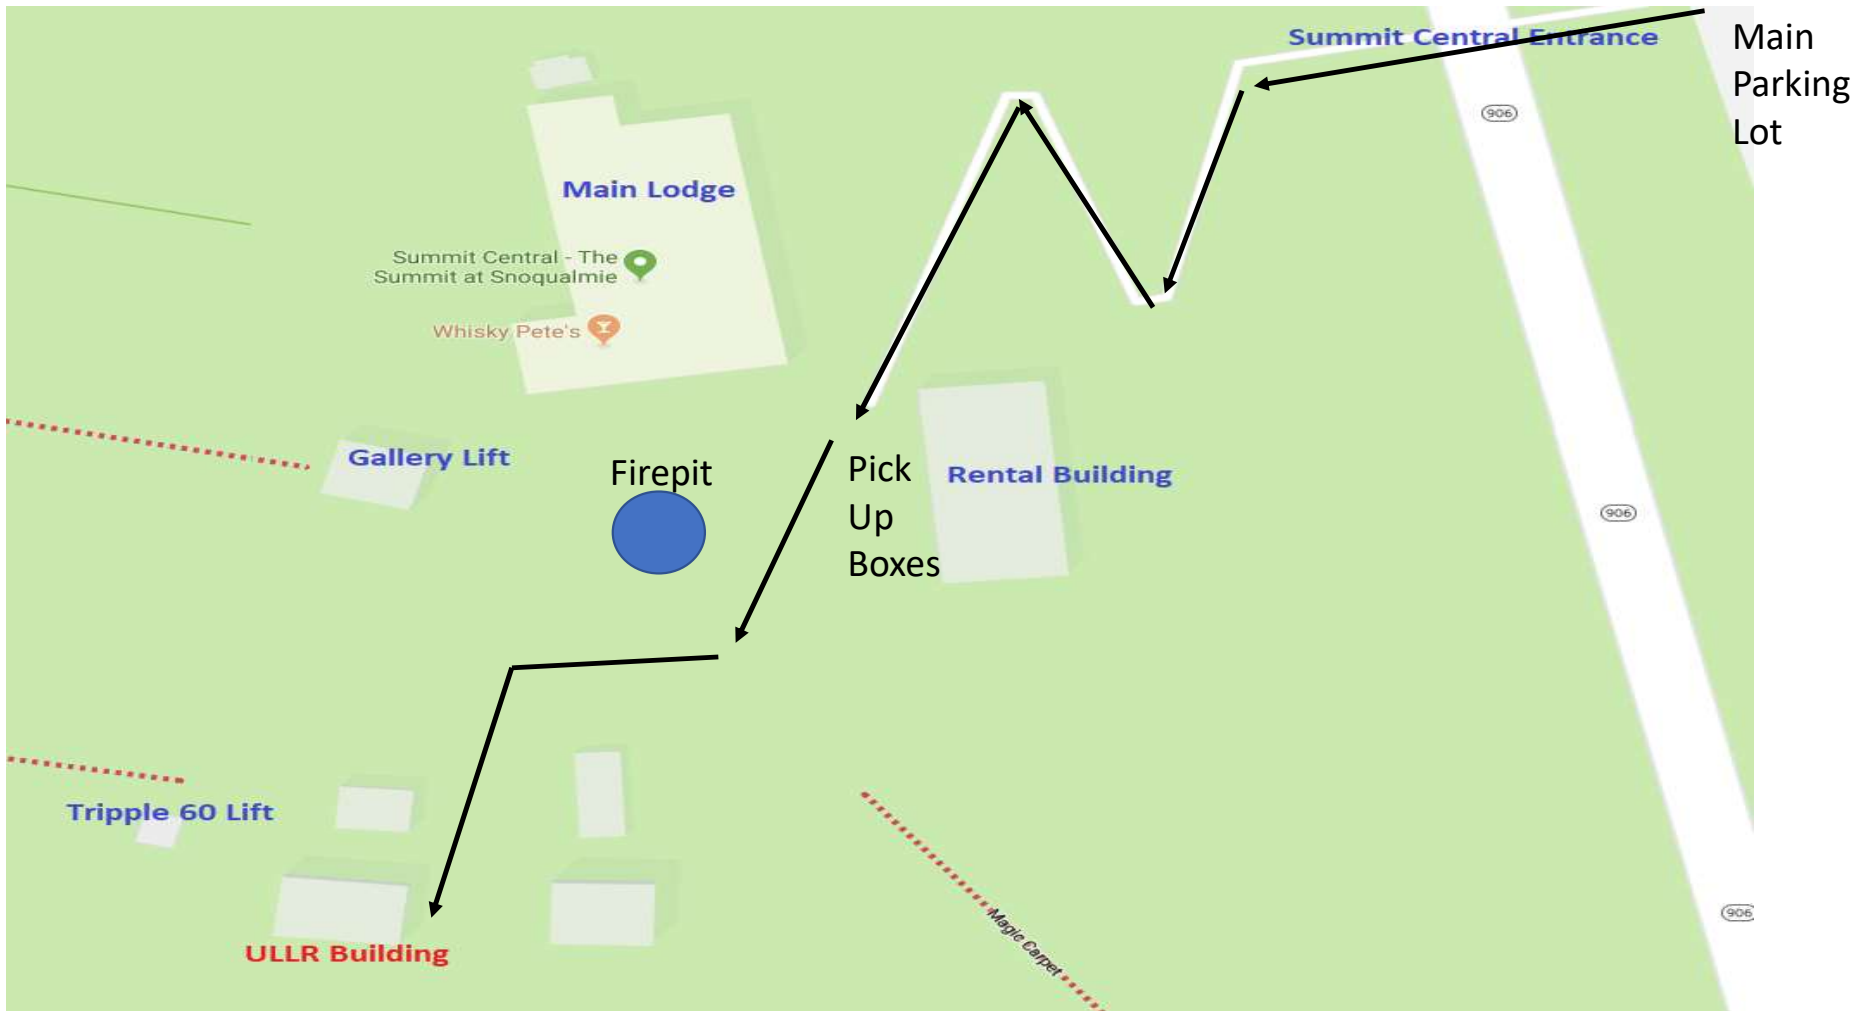 Summit Central Entrance
Main
Parking
Lot
906
Main Lodge
Summit Central - The
Summit at Snoqualmie
Whisky Pete's
Gallery Lift
Firepit
Pick
Up
Boxes
Rental Building
906
Tripple 60 Lift
ULLR Building
Magic Carpet
906